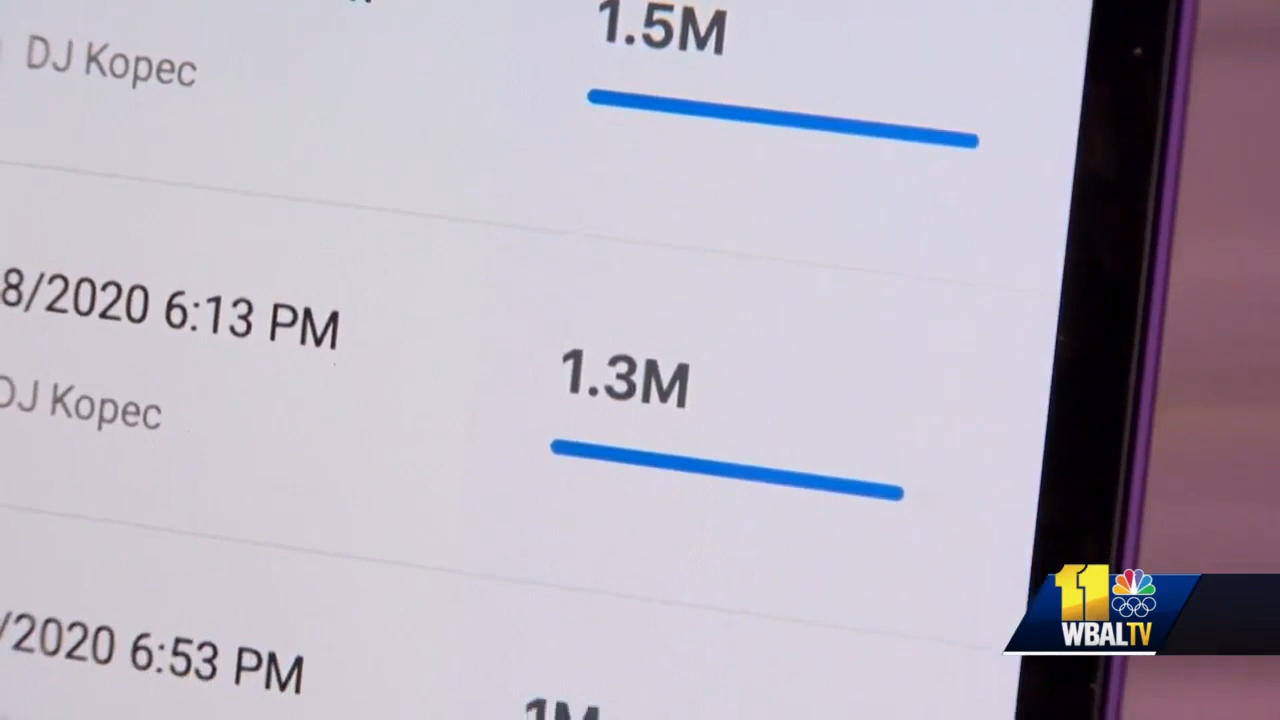 1.5M
DJ Kopec
8/2020 6:13 PM
1.3M
DJ Kopec
/2020 6:53 PM
1M
11
WBALTV